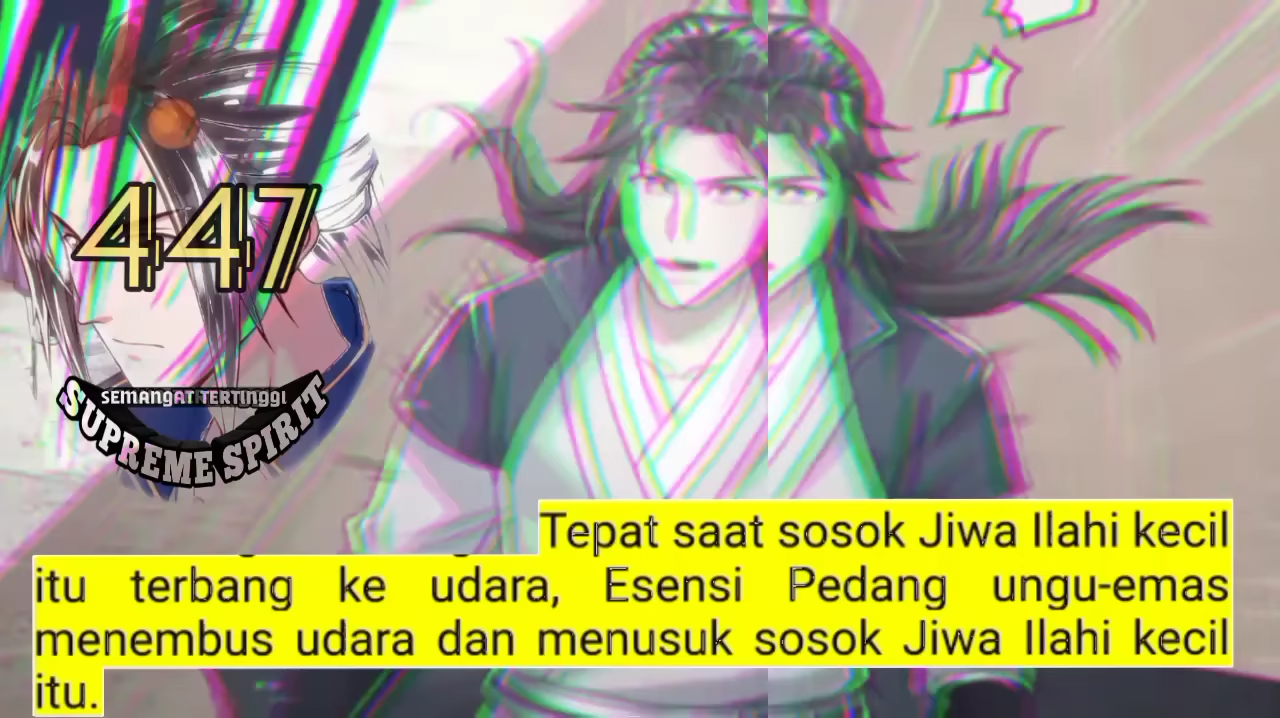 447
SEMANGAT TERTINGGI
SUPREME SPIRIT
Tepat saat sosok Jiwa Ilahi kecil
itu terbang ke udara, Esensi Pedang ungu-emas
menembus udara dan menusuk sosok Jiwa Ilahi kecil
itu.